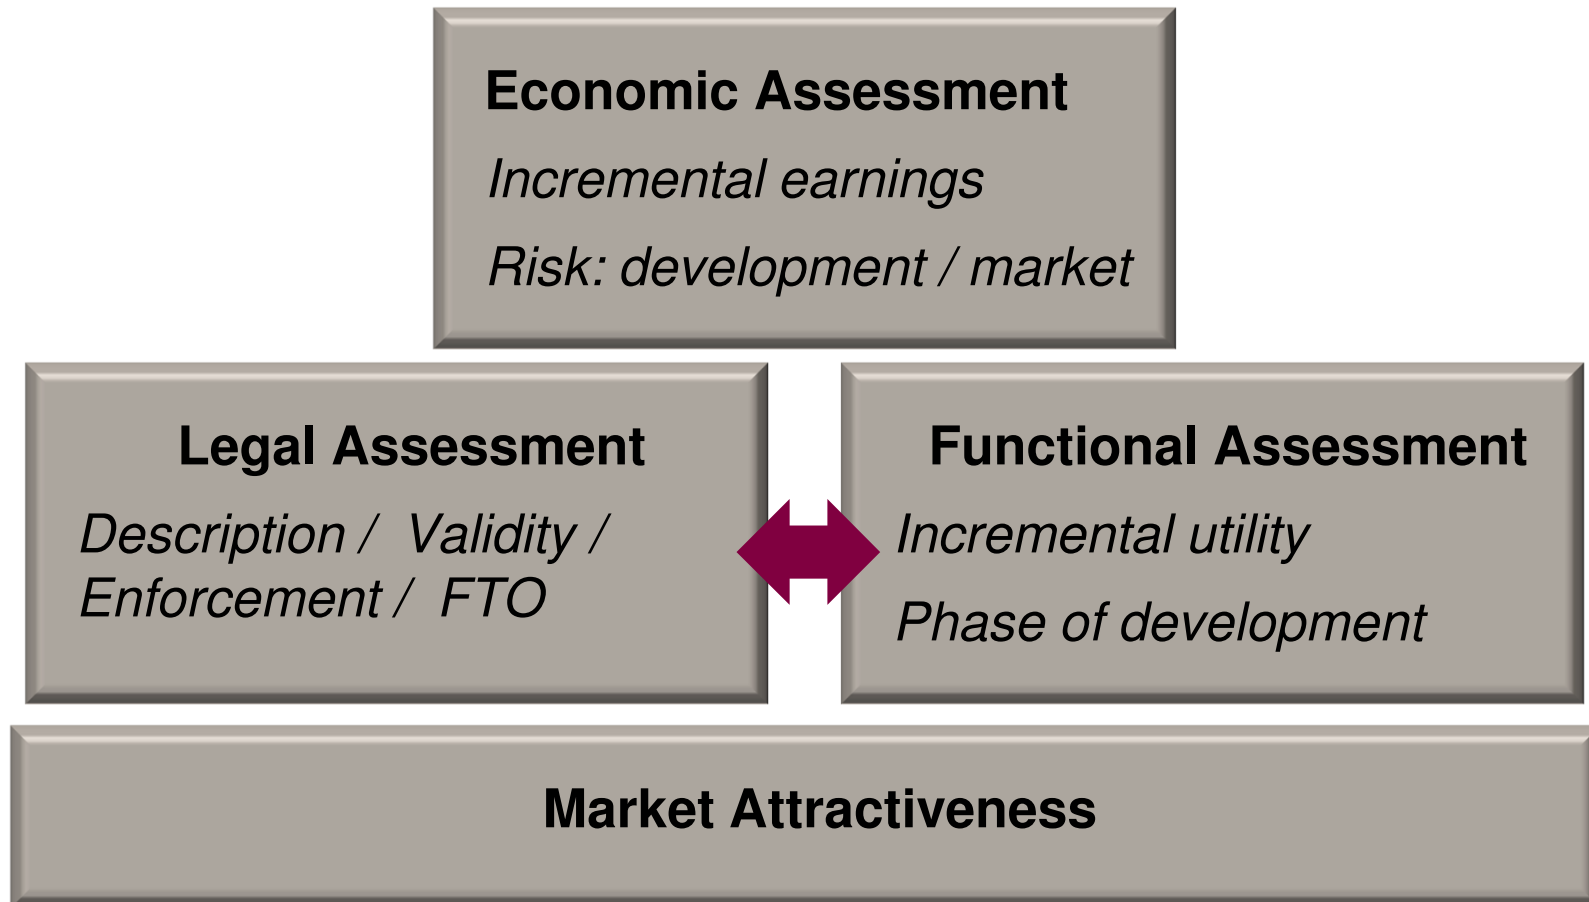 Economic Assessment
Incremental earnings
Risk: development / market
Legal Assessment
Description / Validity /
Enforcement / FTO
Functional Assessment
Incremental utility
Phase of development
Market Attractiveness